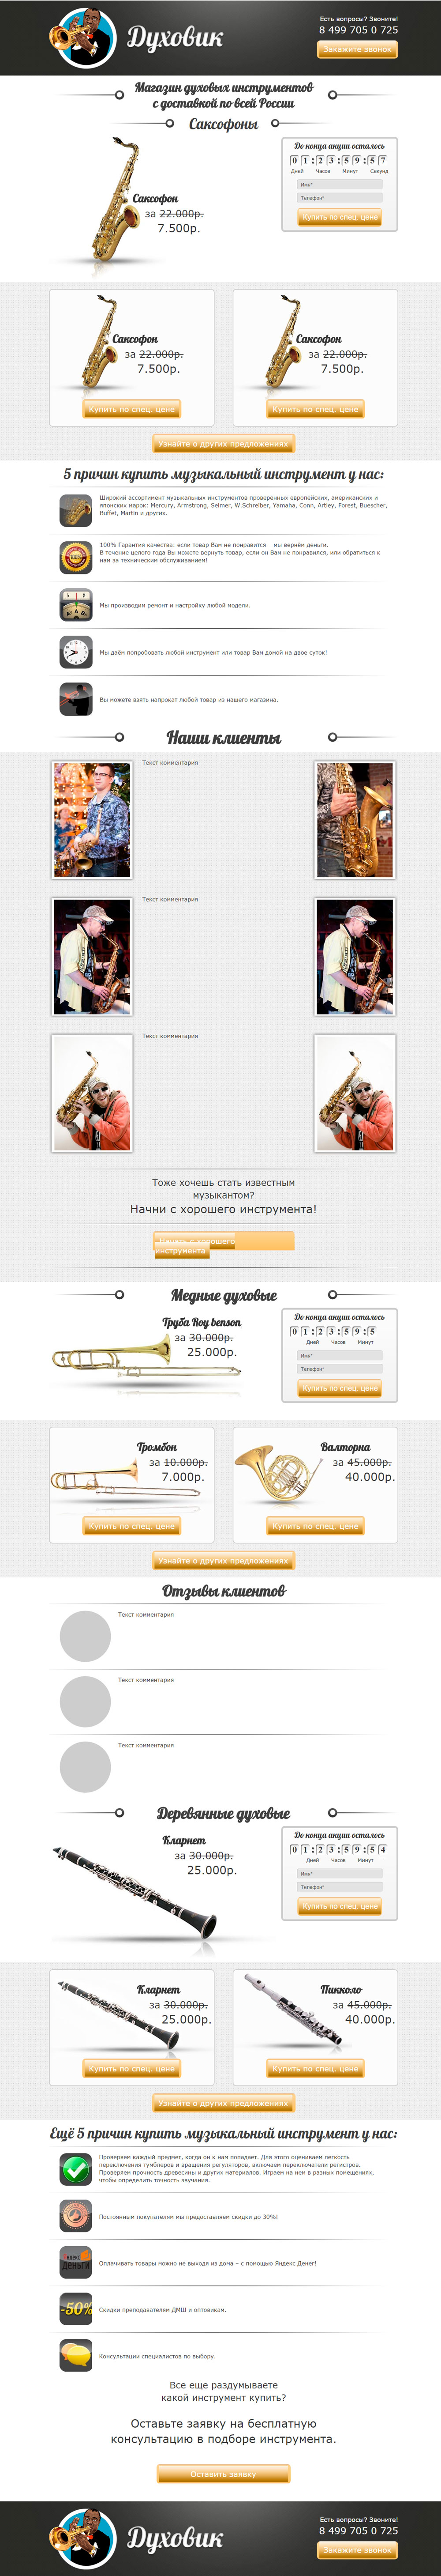 Духовик
Есть вопросы? Звоните!
8 499 705 0 725
Закажите звонок
Магазин духовых инструментов
с доставкой по всей России
Саксофоны
Саксофон
за 22.000р.
7.500р.
До конца акции осталось
0 1 : 2 3 : 5 9 : 5 7
Дней Часов Минут Секунд
Имя*
Телефон*
Купить по спец. цене
Саксофон
за 22.000р.
7.500р.
Купить по спец. цене
Саксофон
за 22.000р.
7.500р.
Купить по спец. цене
Узнайте о других предложениях
5 причин купить музыкальный инструмент у нас:
Широкий ассортимент музыкальных инструментов проверенных европейских, американских и
японских марок: Mercury, Armstrong, Selmer, W.Schreiber, Yamaha, Conn, Artley, Forest, Buescher,
Buffet, Martin и других.
100% Гарантия качества: если товар Вам не понравится – мы вернём деньги.
В течение целого года Вы можете вернуть товар, если он Вам не понравился, или обратиться к
нам за техническим обслуживанием!
Мы производим ремонт и настройку любой модели.
Мы даём попробовать любой инструмент или товар Вам домой на двое суток!
Вы можете взять напрокат любой товар из нашего магазина.
Наши клиенты
Текст комментария
Текст комментария
Текст комментария
Тоже хочешь стать известным
музыкантом?
Начни с хорошего инструмента!
Начать с хорошего
инструмента
Медные духовые
Труба Roy benson
за 30.000р.
25.000р.
До конца акции осталось
0 1 : 2 3 : 5 9 : 5
Дней Часов Минут
Имя*
Телефон*
Купить по спец. цене
Тромбон
за 10.000р.
7.000р.
Купить по спец. цене
Валторна
за 45.000р.
40.000р.
Купить по спец. цене
Узнайте о других предложениях
Отзывы клиентов
Текст комментария
Текст комментария
Текст комментария
Деревянные духовые
Кларнет
за 30.000р.
25.000р.
До конца акции осталось
0 1 : 2 3 : 5 9 : 5 4
Дней Часов Минут
Имя*
Телефон*
Купить по спец. цене
Кларнет
за 30.000р.
25.000р.
Купить по спец. цене
Пикколо
за 45.000р.
40.000р.
Купить по спец. цене
Узнайте о других предложениях
Ещё 5 причин купить музыкальный инструмент у нас:
Проверяем каждый предмет, когда он к нам попадает. Для этого оцениваем легкость
переключения тумблеров и вращения регуляторов, включаем переключатели регистров.
Проверяем прочность древесины и других материалов. Играем на нем в разных помещениях,
чтобы определить точность звучания.
Постоянным покупателям мы предоставляем скидки до 30%!
Оплачивать товары можно не выходя из дома – с помощью Яндекс Денег!
-50%
Скидки преподавателям ДМШ и оптовикам.
Консультации специалистов по выбору.
Все еще раздумываете
какой инструмент купить?
Оставьте заявку на бесплатную
консультацию в подборе инструмента.
Оставить заявку
Духовик
Есть вопросы? Звоните!
8 499 705 0 725
Закажите звонок